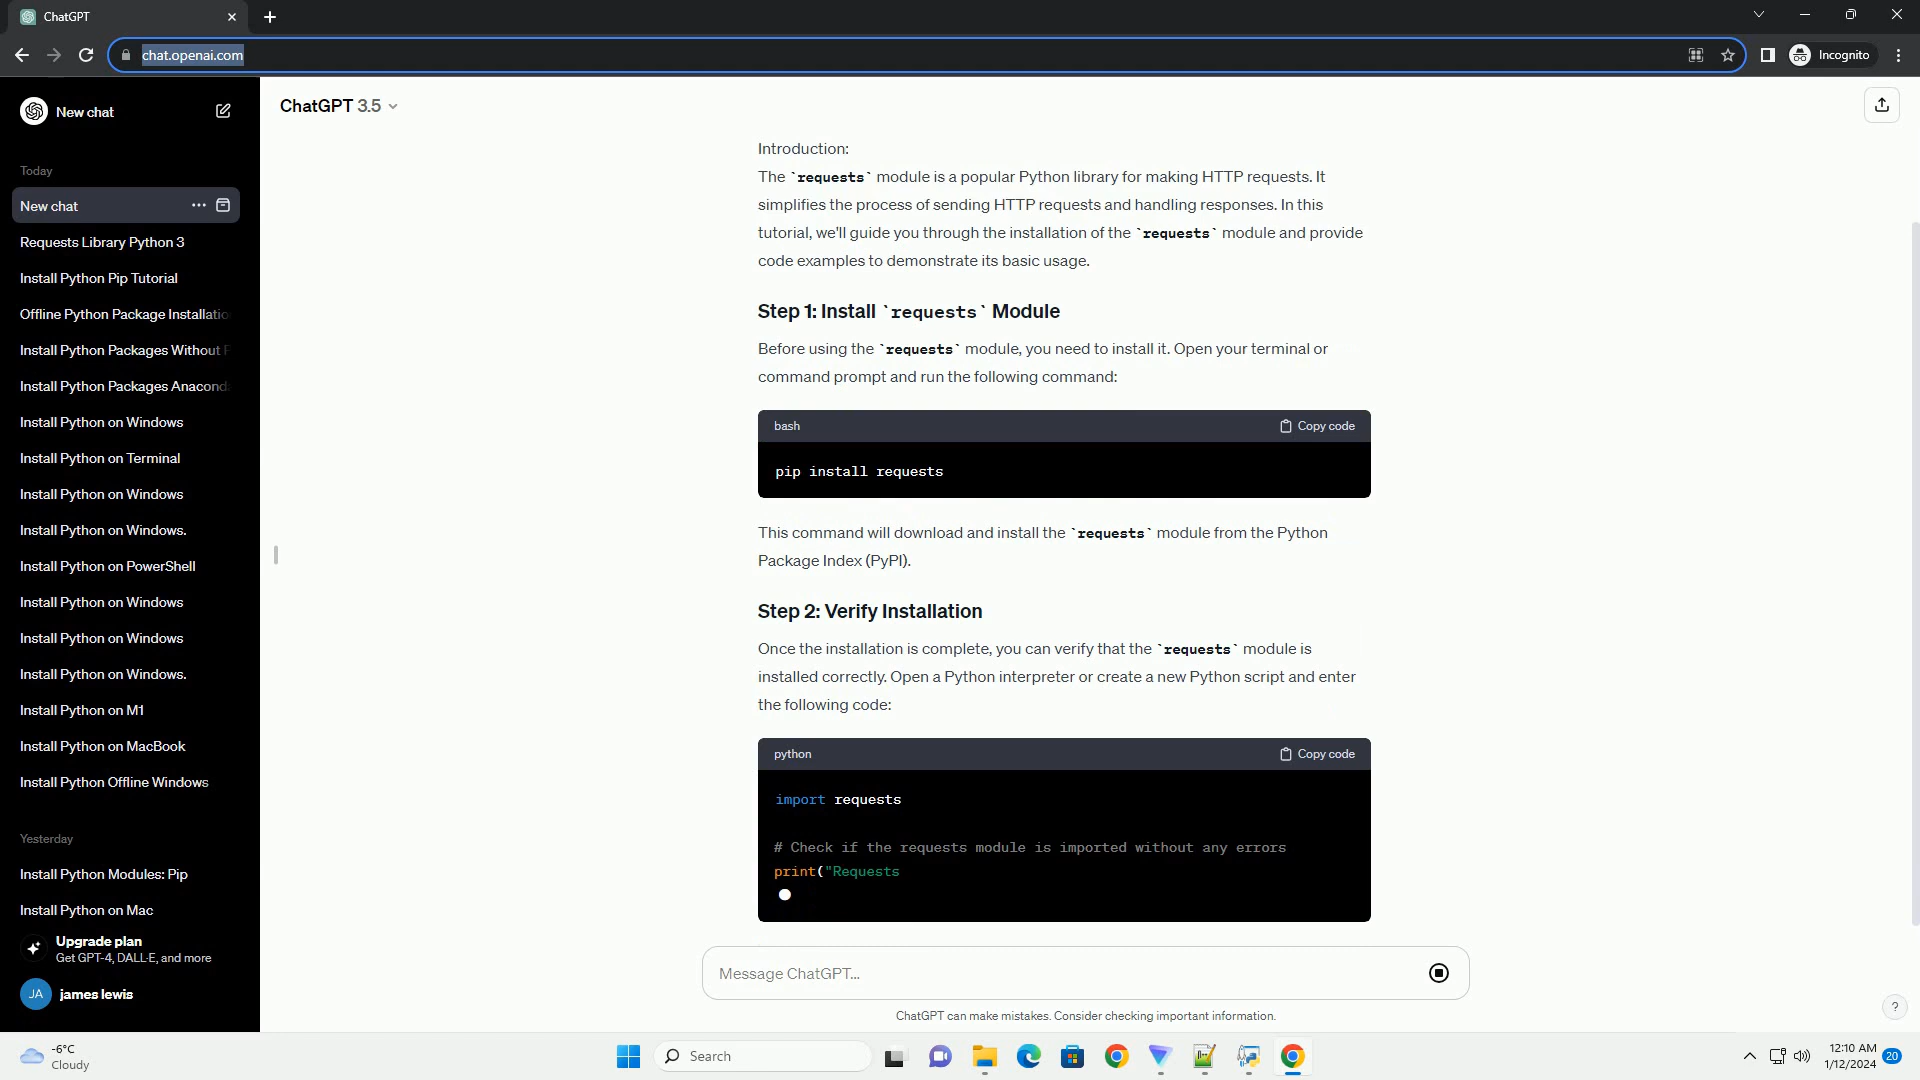 ChatGPT
chat.openai.com
Incognito
New chat
Today
New chat
Requests Library Python 3
Install Python Pip Tutorial
Offline Python Package Installatio
Install Python Packages Without
Install Python Packages Anacond
Install Python on Windows
Install Python on Terminal
Install Python on Windows
Install Python on Windows.
Install Python on PowerShell
Install Python on Windows
Install Python on Windows
Install Python on Windows.
Install Python on M1
Install Python on MacBook
Install Python Offline Windows
Yesterday
Install Python Modules: Pip
Install Python on Mac
Upgrade plan
Get GPT-4, DALL·E, and more
JA
james lewis
ChatGPT 3.5
Introduction:
The `requests` module is a popular Python library for making HTTP requests. It
simplifies the process of sending HTTP requests and handling responses. In this
tutorial, we'll guide you through the installation of the `requests` module and provide
code examples to demonstrate its basic usage.
Step 1: Install `requests` Module
Before using the `requests` module, you need to install it. Open your terminal or
command prompt and run the following command:
bash
Copy code
pip install requests
This command will download and install the `requests` module from the Python
Package Index (PyPI).
Step 2: Verify Installation
Once the installation is complete, you can verify that the `requests` module is
installed correctly. Open a Python interpreter or create a new Python script and enter
the following code:
python
Copy code
import requests
# Check if the requests module is imported without any errors
print("Requests
Message ChatGPT...
ChatGPT can make mistakes. Consider checking important information.
?
-6°C
Cloudy
Search
12:10 AM
1/12/2024
20